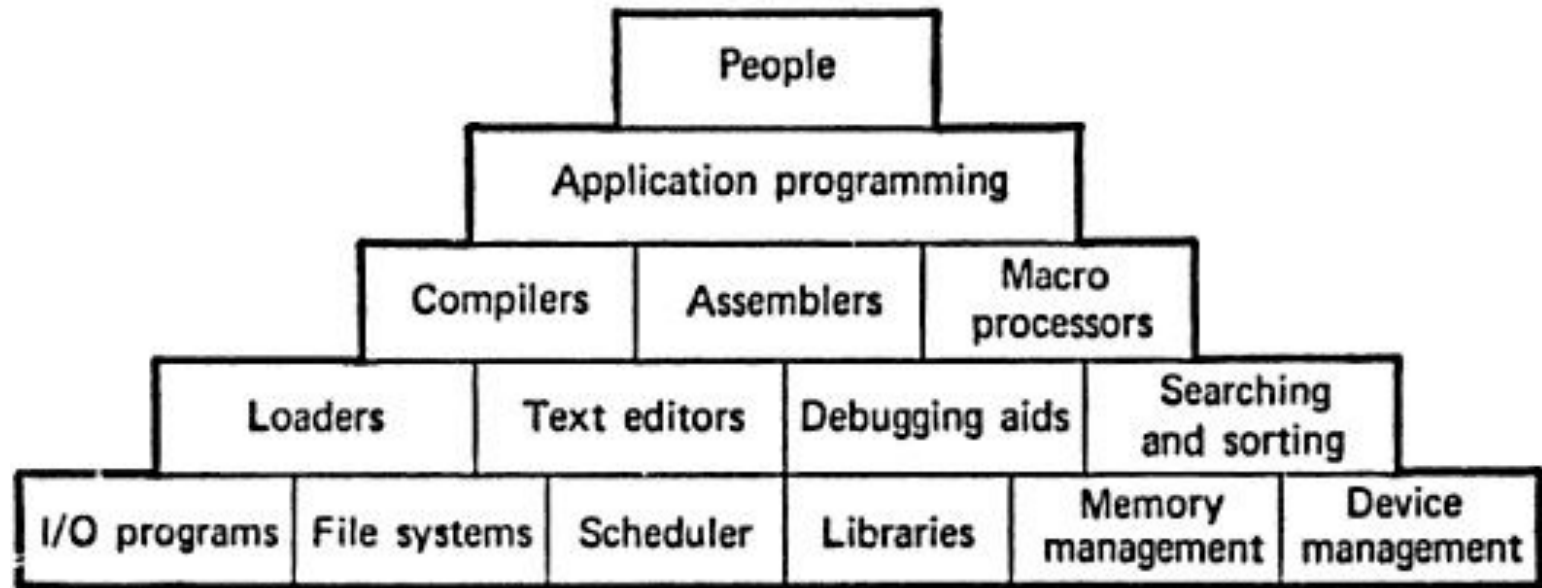 People
Application programming
Compilers
Assemblers
Macro
processors
Loaders
Text editors
Debugging aids
Searching
and sorting
I/O programs
File systems
Scheduler
Libraries
Memory
management
Device
management